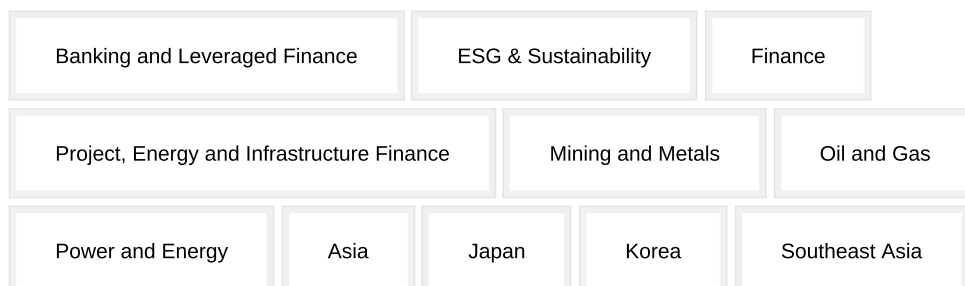 Banking and Leveraged Finance ESG & Sustainability Finance
Project, Energy and Infrastructure Finance Mining and Metals Oil and Gas
Power and Energy Asia Japan Korea Southeast Asia